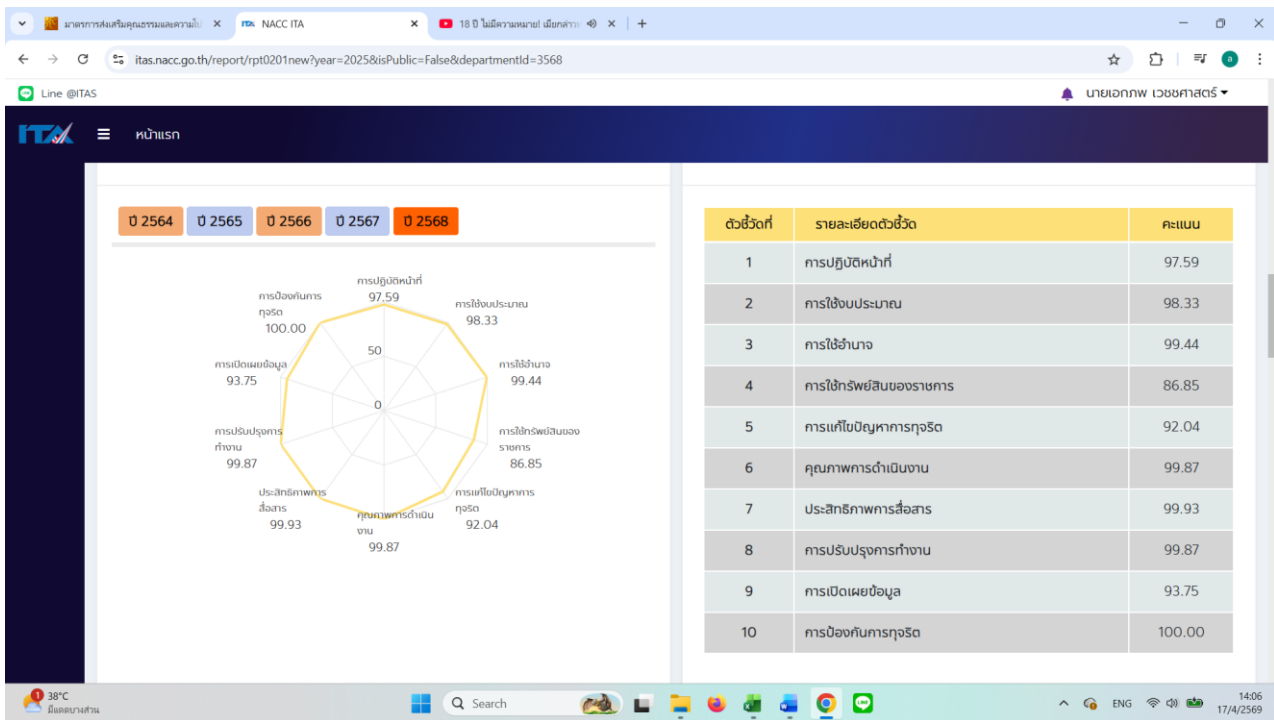 มาตรการส่งเสริมคุณธรรมและความโป
NACC ITA
18 ปี ไม่มีความหมาย! เมียกล่าว
itas.nacc.go.th/report/rpt0201new?year=2025&isPublic=False&departmentId=3568
a
Line @ITAS
นายเอกภพ เวชชศาสตร์
ITA
หน้าแรก
ปี 2564 ปี 2565 ปี 2566 ปี 2567 ปี 2568
การปฏิบัติหน้าที่
97.59
การใช้งบประมาณ
98.33
การใช้อำนาจ
99.44
การใช้ทรัพย์สินของ
ราชการ
86.85
การแก้ไขปัญหาการ
ทุจริต
92.04
คุณภาพการดำเนิน
งาน
99.87
ประสิทธิภาพการ
สื่อสาร
99.93
การปรับปรุงการ
ทำงาน
99.87
การเปิดเผยข้อมูล
93.75
การป้องกันการ
ทุจริต
100.00
50
0
ตัวชี้วัดที่ รายละเอียดตัวชี้วัด คะแนน
1 การปฏิบัติหน้าที่ 97.59
2 การใช้งบประมาณ 98.33
3 การใช้อำนาจ 99.44
4 การใช้ทรัพย์สินของราชการ 86.85
5 การแก้ไขปัญหาการทุจริต 92.04
6 คุณภาพการดำเนินงาน 99.87
7 ประสิทธิภาพการสื่อสาร 99.93
8 การปรับปรุงการทำงาน 99.87
9 การเปิดเผยข้อมูล 93.75
10 การป้องกันการทุจริต 100.00
1
38°C
มีแดดบางส่วน
Search
ENG
14:06
17/4/2569